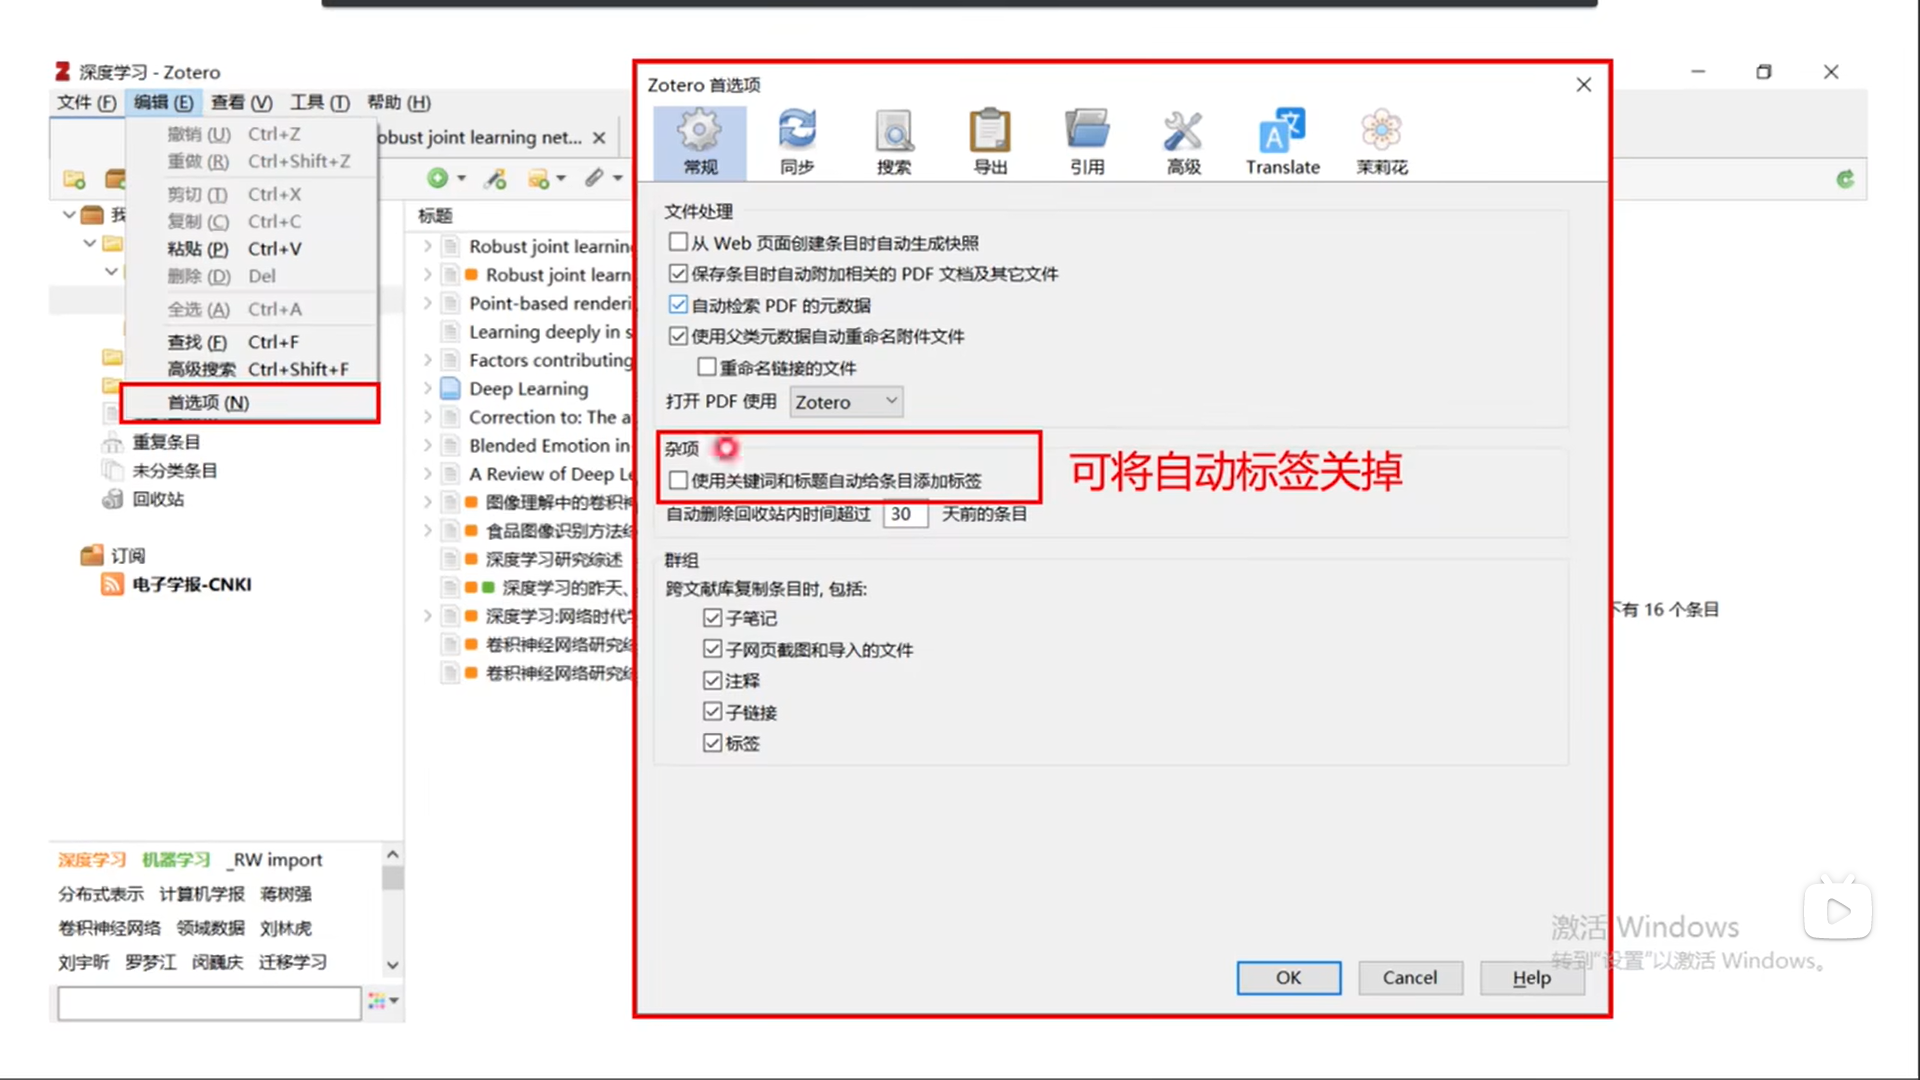 深度学习 - Zotero
文件 (F) 编辑 (E) 查看 (V) 工具 (T) 帮助 (H)
撤销 (U) Ctrl+Z
重做 (R) Ctrl+Shift+Z
剪切 (T) Ctrl+X
复制 (C) Ctrl+C
粘贴 (P) Ctrl+V
删除 (D) Del
全选 (A) Ctrl+A
查找 (F) Ctrl+F
高级搜索 Ctrl+Shift+F
首选项 (N)
我
重复条目
未分类条目
回收站
订阅
电子学报-CNKI
深度学习 机器学习 _RW import
分布式表示 计算机学报 蒋树强
卷积神经网络 领域数据 刘林虎
刘宇昕 罗梦江 闵巍庆 迁移学习
obust joint learning net...
标题
Robust joint learning
Robust joint learn
Point-based renderi
Learning deeply in s
Factors contributing
Deep Learning
Correction to: The a
Blended Emotion in
A Review of Deep Le
图像理解中的卷积神
食品图像识别方法综
深度学习研究综述
深度学习的昨天、
深度学习:网络时代学
卷积神经网络研究综
卷积神经网络研究综
Zotero 首选项
常规 同步 搜索 导出 引用 高级 Translate 茉莉花
文件处理
从 Web 页面创建条目时自动生成快照
保存条目时自动附加相关的 PDF 文档及其它文件
自动检索 PDF 的元数据
使用父类元数据自动重命名附件文件
重命名链接的文件
打开 PDF 使用 Zotero
杂项
使用关键词和标题自动给条目添加标签
可将自动标签关掉
自动删除回收站内时间超过 30 天前的条目
群组
跨文献库复制条目时, 包括:
子笔记
子网页截图和导入的文件
注释
子链接
标签
OK Cancel Help
有 16 个条目
激活 Windows
转到"设置"以激活 Windows。